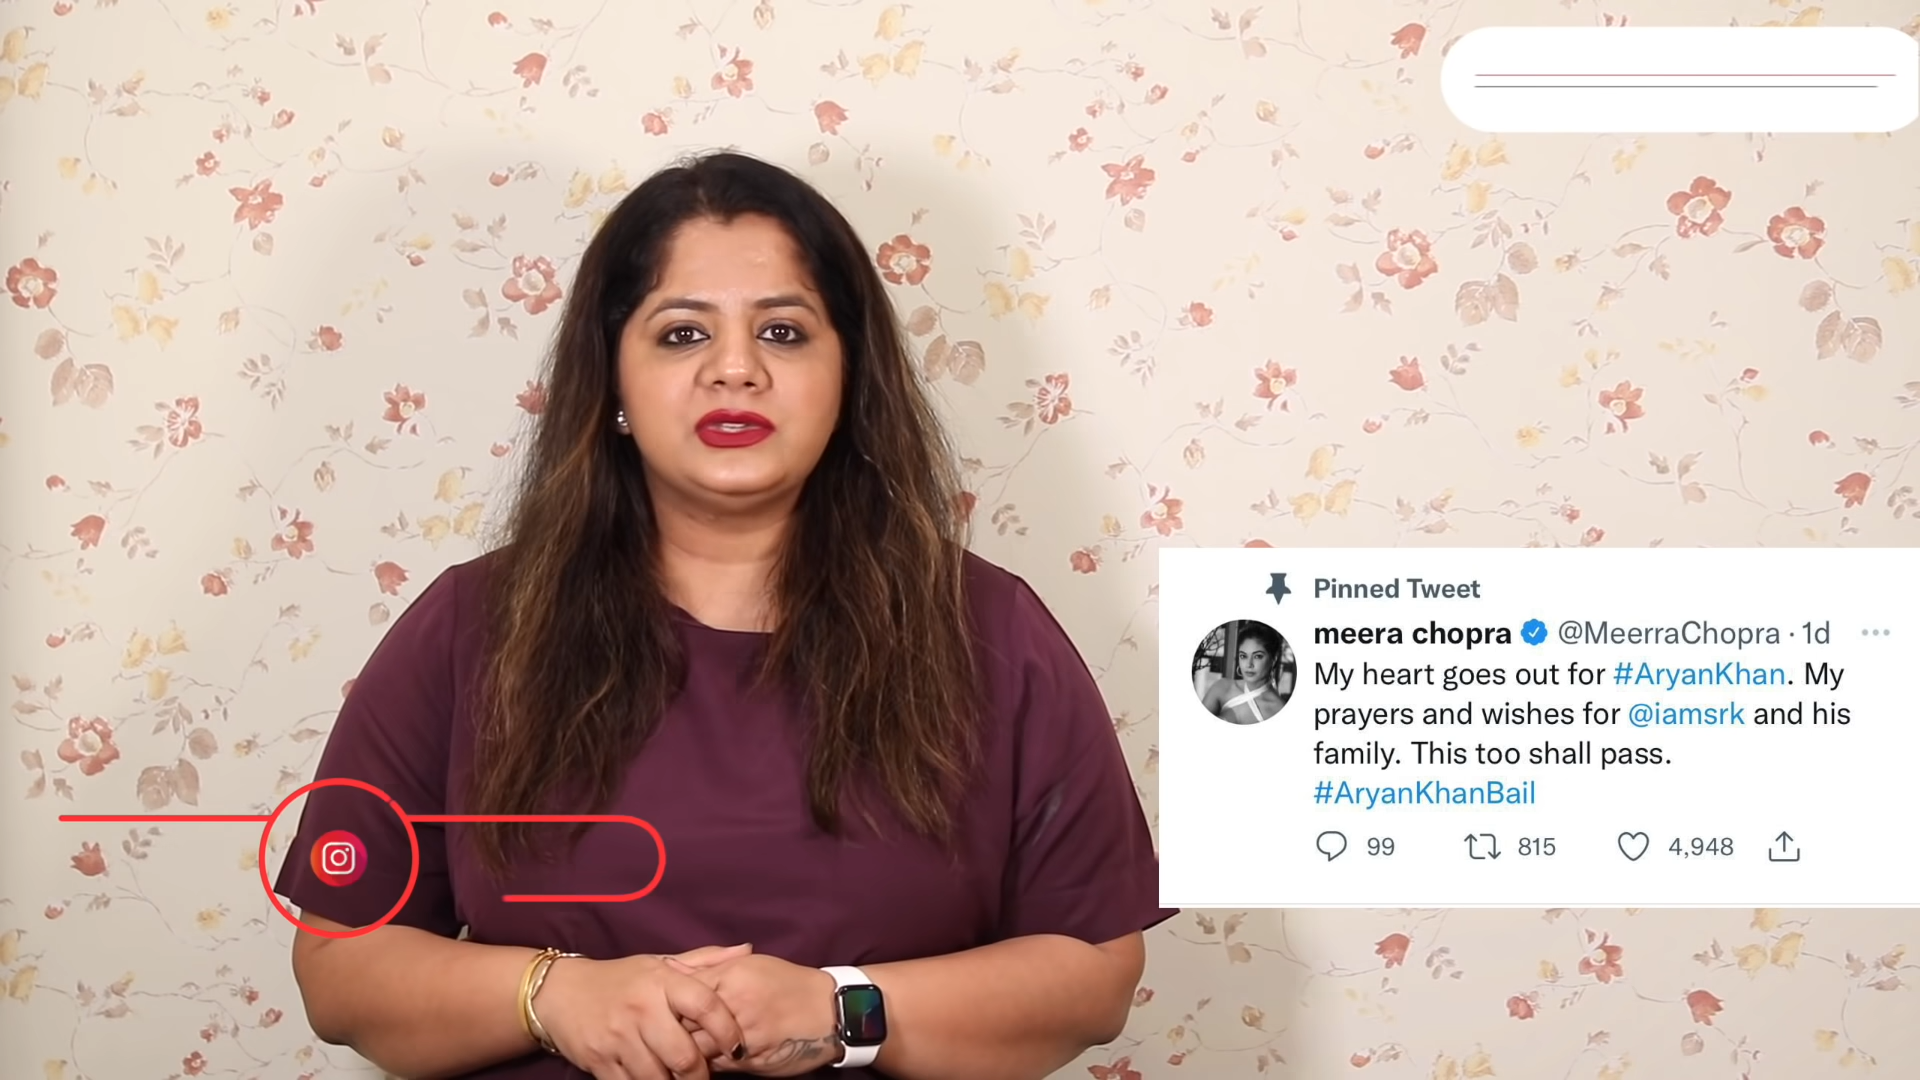 Pinned Tweet
meera chopra @MeerraChopra · 1d
My heart goes out for #AryanKhan. My
prayers and wishes for @iamsrk and his
family. This too shall pass.
#AryanKhanBail
99 815 4,948